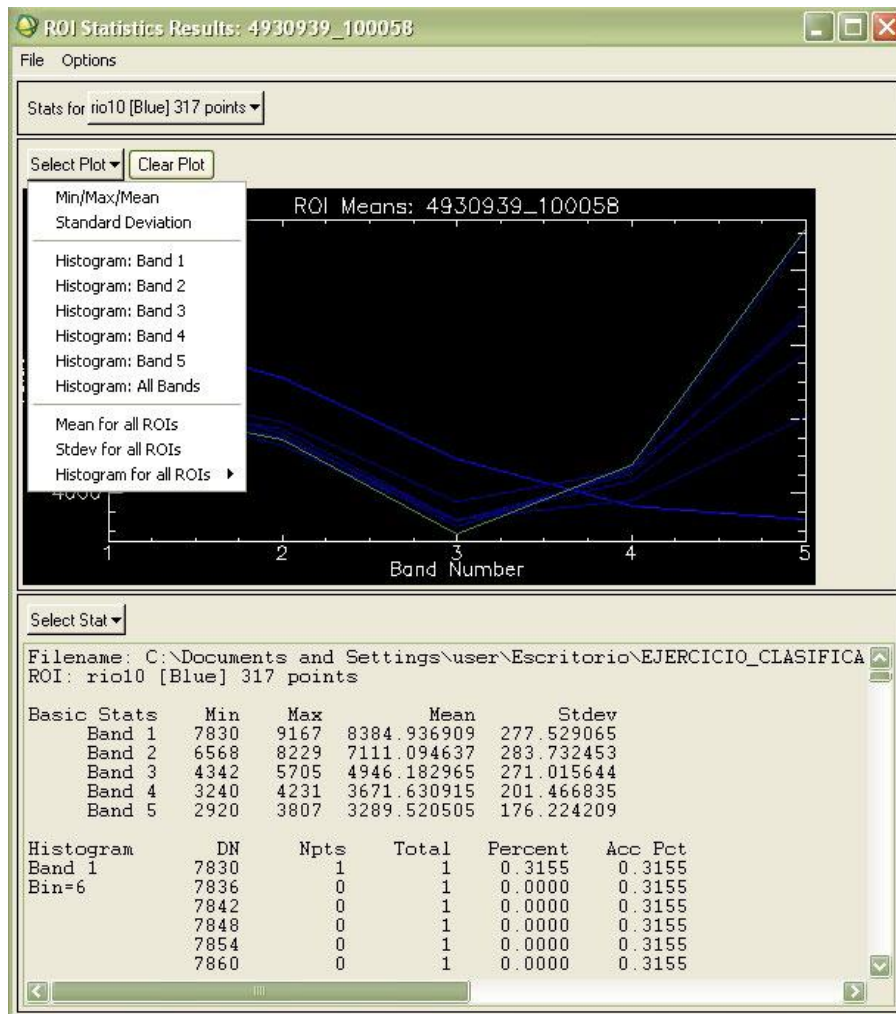 ROI Statistics Results: 4930939_100058
File Options
Stats for rio10 [Blue] 317 points
Select Plot Clear Plot
Min/Max/Mean
Standard Deviation
Histogram: Band 1
Histogram: Band 2
Histogram: Band 3
Histogram: Band 4
Histogram: Band 5
Histogram: All Bands
Mean for all ROIs
Stdev for all ROIs
Histogram for all ROIs
ROI Means: 4930939_100058
4000
1 2 3 4 5
Band Number
Select Stat
Filename: C:\Documents and Settings\user\Escritorio\EJERCICIO_CLASIFICA
ROI: rio10 [Blue] 317 points
Basic Stats Min Max Mean Stdev
Band 1 7830 9167 8384.936909 277.529065
Band 2 6568 8229 7111.094637 283.732453
Band 3 4342 5705 4946.182965 271.015644
Band 4 3240 4231 3671.630915 201.466835
Band 5 2920 3807 3289.520505 176.224209
Histogram DN Npts Total Percent Acc Pct
Band 1 7830 1 1 0.3155 0.3155
Bin=6 7836 0 1 0.0000 0.3155
7842 0 1 0.0000 0.3155
7848 0 1 0.0000 0.3155
7854 0 1 0.0000 0.3155
7860 0 1 0.0000 0.3155